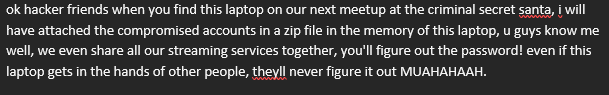 ok hacker friends when you find this laptop on our next meetup at the criminal secret santa, i will
have attached the compromised accounts in a zip file in the memory of this laptop, u guys know me
well, we even share all our streaming services together, you'll figure out the password! even if this
laptop gets in the hands of other people, theyll never figure it out MUAHAHAAH.